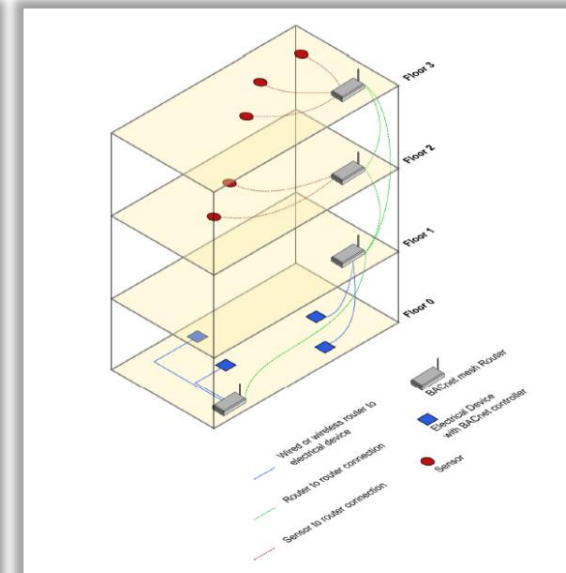 Floor 3
Floor 2
Floor 1
Floor 0
BACnet mesh Router
Electrical Device
with BACnet controller
Sensor
Wired or wireless router to
electrical device
Router to router connection
Sensor to router connection